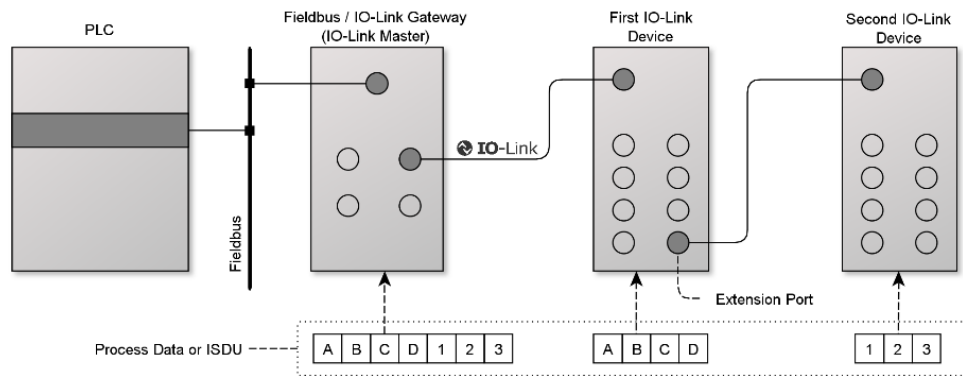 PLC
Fieldbus / IO-Link Gateway
(IO-Link Master)
First IO-Link
Device
Second IO-Link
Device
IO-Link
Fieldbus
Extension Port
Process Data or ISDU
A B C D 1 2 3
A B C D
1 2 3